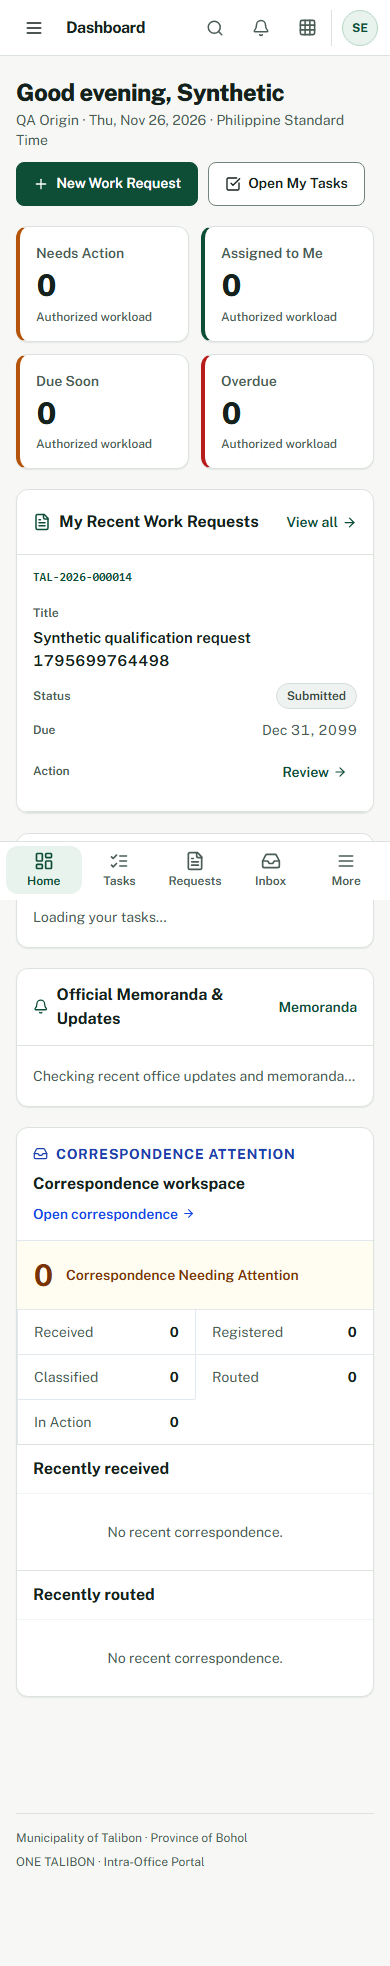 Dashboard
SE
Good evening, Synthetic
QA Origin · Thu, Nov 26, 2026 · Philippine Standard
Time
New Work Request
Open My Tasks
Needs Action
0
Authorized workload
Assigned to Me
0
Authorized workload
Due Soon
0
Authorized workload
Overdue
0
Authorized workload
My Recent Work Requests
View all →
TAL-2026-000014
Title
Synthetic qualification request
1795699764498
Status
Submitted
Due
Dec 31, 2099
Action
Review →
Home
Tasks
Requests
Inbox
More
Loading your tasks...
Official Memoranda &
Updates
Memoranda
Checking recent office updates and memoranda...
CORRESPONDENCE ATTENTION
Correspondence workspace
Open correspondence →
0 Correspondence Needing Attention
Received 0
Registered 0
Classified 0
Routed 0
In Action 0
Recently received
No recent correspondence.
Recently routed
No recent correspondence.
Municipality of Talibon · Province of Bohol
ONE TALIBON · Intra-Office Portal